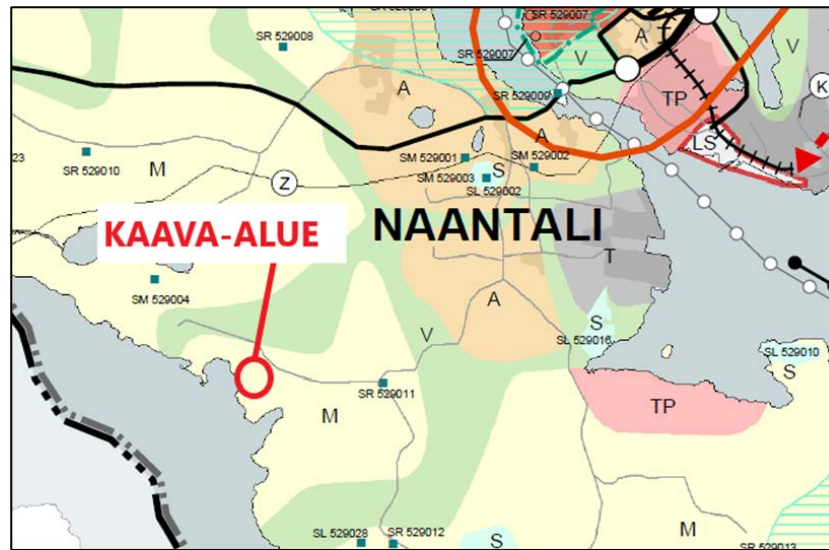 SR 529007
SR 529008
A
V
SR 529007
V
A
SR 529009
TP
K
LS
A
23
SR 529010
M
SM 529001
SM 529002
SM 529003
S
SL 529002
Z
KAAVA-ALUE
NAANTALI
T
SM 529004
A
V
S
SL 529016
SL 529010
S
SR 529011
M
TP
SL 529028
SR 529012
S
M
SR 529013